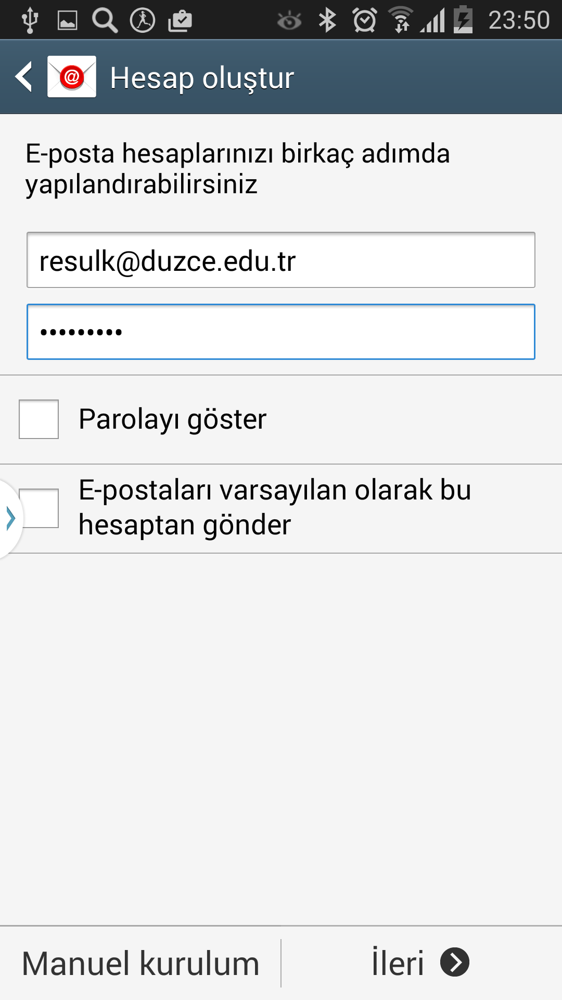 23:50
@
Hesap oluştur
E-posta hesaplarınızı birkaç adımda
yapılandırabilirsiniz
resulk@duzce.edu.tr
•••••••••
Parolayı göster
E-postaları varsayılan olarak bu
hesaptan gönder
Manuel kurulum
İleri